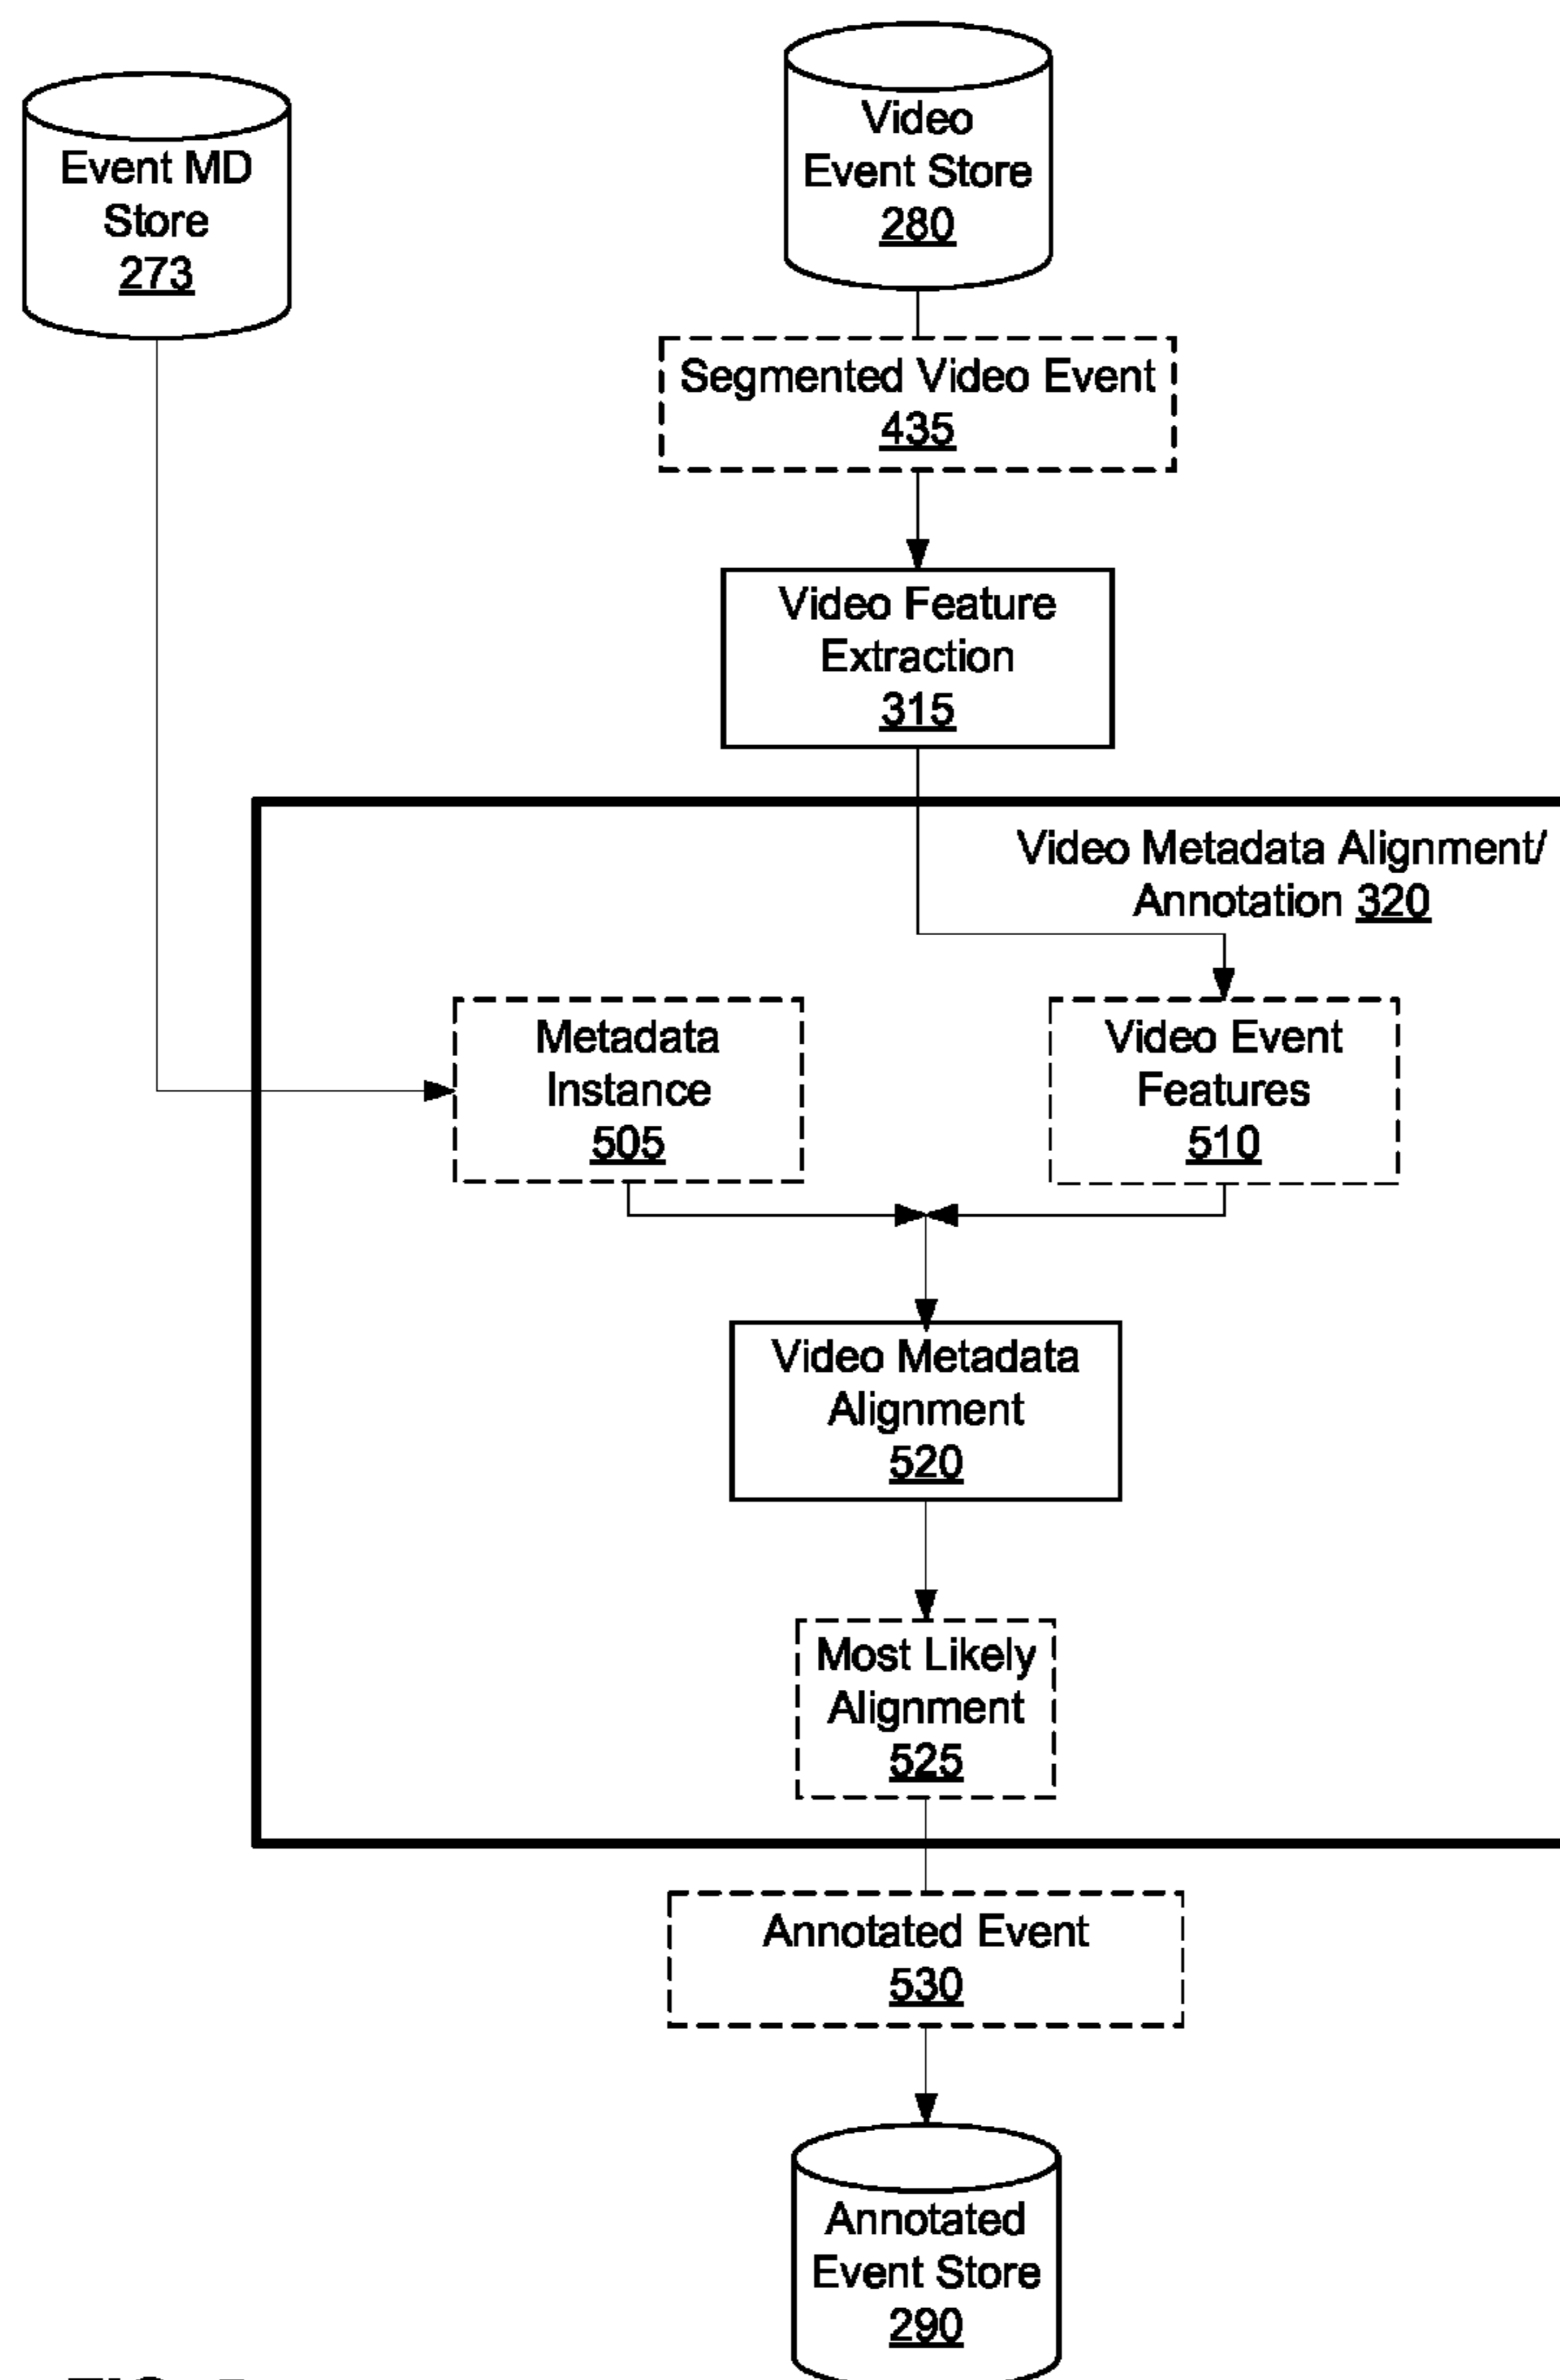 Video
Event Store
280
Event MD
Store
273
Segmented Video Event
435
Video Feature
Extraction
315
Video Metadata Alignment/
Annotation 320
Metadata
Instance
505
Video Event
Features
510
Video Metadata
Alignment
520
Most Likely
Alignment
525
Annotated Event
530
Annotated
Event Store
290